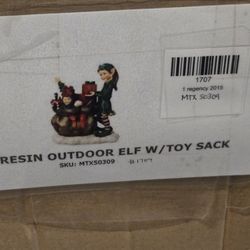 1707
1 regency 2015
MTX 50309
RESIN OUTDOOR ELF W/TOY SACK
SKU: MTX50309